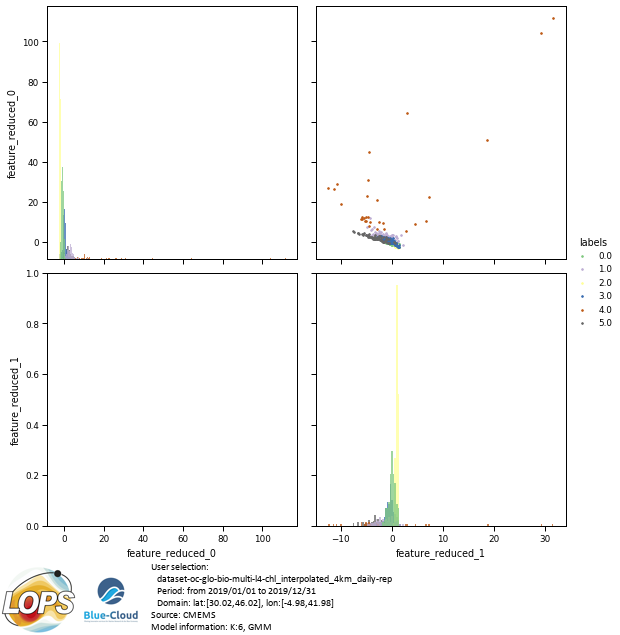 feature_reduced_0
100
80
60
40
20
0
labels
0.0
1.0
2.0
3.0
4.0
5.0
feature_reduced_1
1.0
0.8
0.6
0.4
0.2
0.0
0 20 40 60 80 100
feature_reduced_0
−10 0 10 20 30
feature_reduced_1
LOPS
Blue-Cloud
User selection:
dataset-oc-glo-bio-multi-l4-chl_interpolated_4km_daily-rep
Period: from 2019/01/01 to 2019/12/31
Domain: lat:[30.02,46.02], lon:[-4.98,41.98]
Source: CMEMS
Model information: K:6, GMM